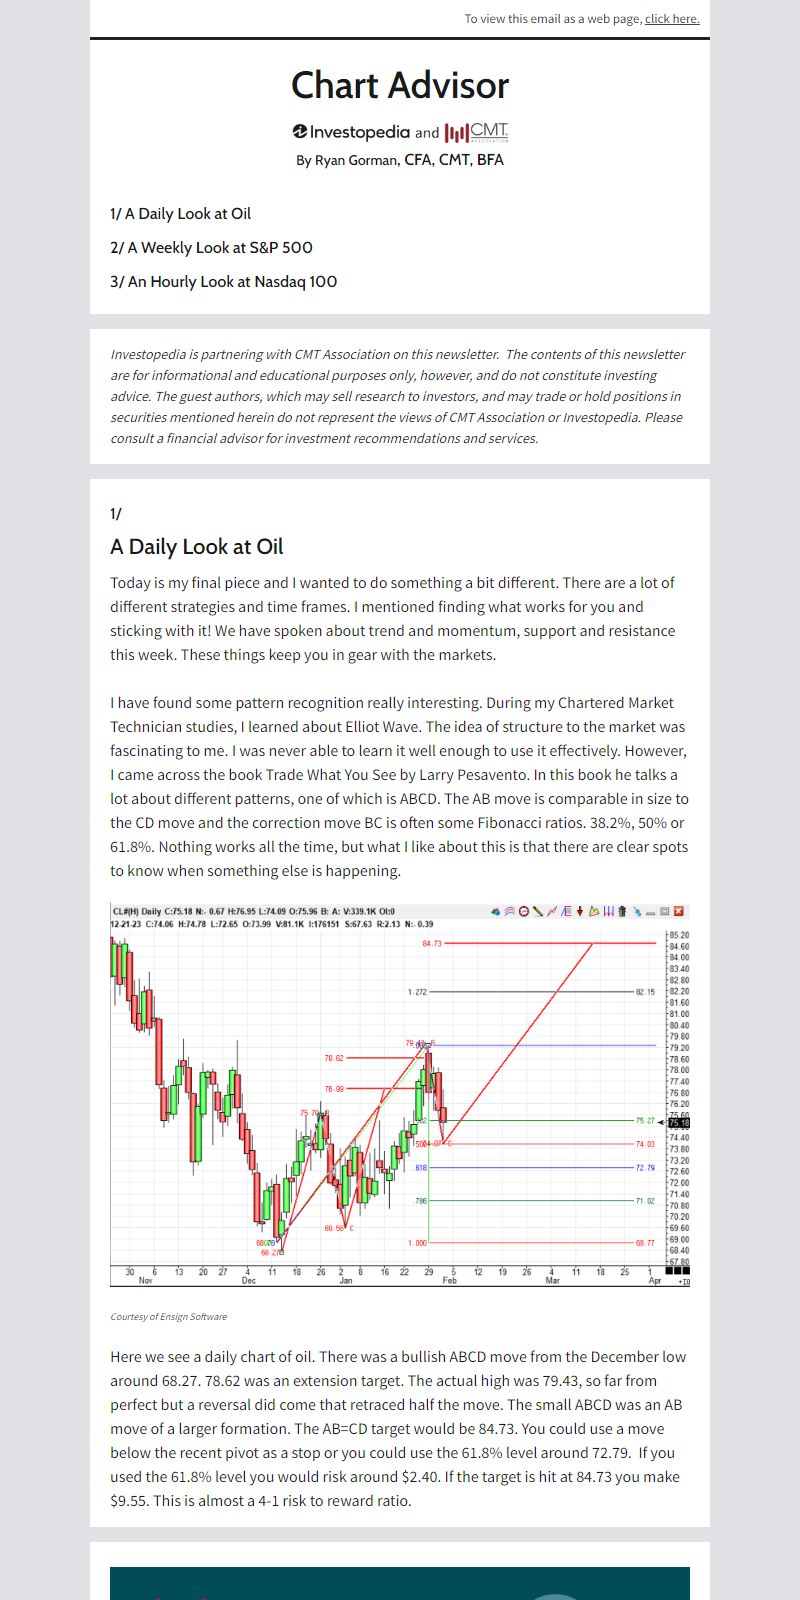 To view this email as a web page, click here.
Chart Advisor
Investopedia and CMT ASSOCIATION
By Ryan Gorman, CFA, CMT, BFA
1/ A Daily Look at Oil
2/ A Weekly Look at S&P 500
3/ An Hourly Look at Nasdaq 100
Investopedia is partnering with CMT Association on this newsletter. The contents of this newsletter
are for informational and educational purposes only, however, and do not constitute investing
advice. The guest authors, which may sell research to investors, and may trade or hold positions in
securities mentioned herein do not represent the views of CMT Association or Investopedia. Please
consult a financial advisor for investment recommendations and services.
1/
A Daily Look at Oil
Today is my final piece and I wanted to do something a bit different. There are a lot of
different strategies and time frames. I mentioned finding what works for you and
sticking with it! We have spoken about trend and momentum, support and resistance
this week. These things keep you in gear with the markets.
I have found some pattern recognition really interesting. During my Chartered Market
Technician studies, I learned about Elliot Wave. The idea of structure to the market was
fascinating to me. I was never able to learn it well enough to use it effectively. However,
I came across the book Trade What You See by Larry Pesavento. In this book he talks a
lot about different patterns, one of which is ABCD. The AB move is comparable in size to
the CD move and the correction move BC is often some Fibonacci ratios. 38.2%, 50% or
61.8%. Nothing works all the time, but what I like about this is that there are clear spots
to know when something else is happening.
CL#(H) Daily C:75.18 N:- 0.67 H:76.95 L:74.09 O:75.96 B: A: V:339.1K OI:0
12-21-23 C:74.06 H:74.78 L:72.65 O:73.99 V:81.1K I:176151 S:67.63 R:2.13 N:- 0.39
85.20
84.73
84.60
84.00
83.40
82.80
1.272
82.15
82.20
81.60
81.00
80.40
79.80
79.20
78.62
78.60
78.00
77.40
76.99
76.80
76.20
75.60
75.27
75.18
74.40
74.03
C
73.80
73.20
618
72.79
72.60
72.00
71.40
.786
71.02
70.80
70.20
69.56 C
69.60
69.00
1.000
68.77
68.40
67.80
30 6 13 20 27 4 11 18 26 2 8 16 22 29 5 12 19 26 4 11 18 25 1
Nov Dec Jan Feb Mar Apr
Courtesy of Ensign Software
Here we see a daily chart of oil. There was a bullish ABCD move from the December low
around 68.27. 78.62 was an extension target. The actual high was 79.43, so far from
perfect but a reversal did come that retraced half the move. The small ABCD was an AB
move of a larger formation. The AB=CD target would be 84.73. You could use a move
below the recent pivot as a stop or you could use the 61.8% level around 72.79. If you
used the 61.8% level you would risk around $2.40. If the target is hit at 84.73 you make
$9.55. This is almost a 4-1 risk to reward ratio.